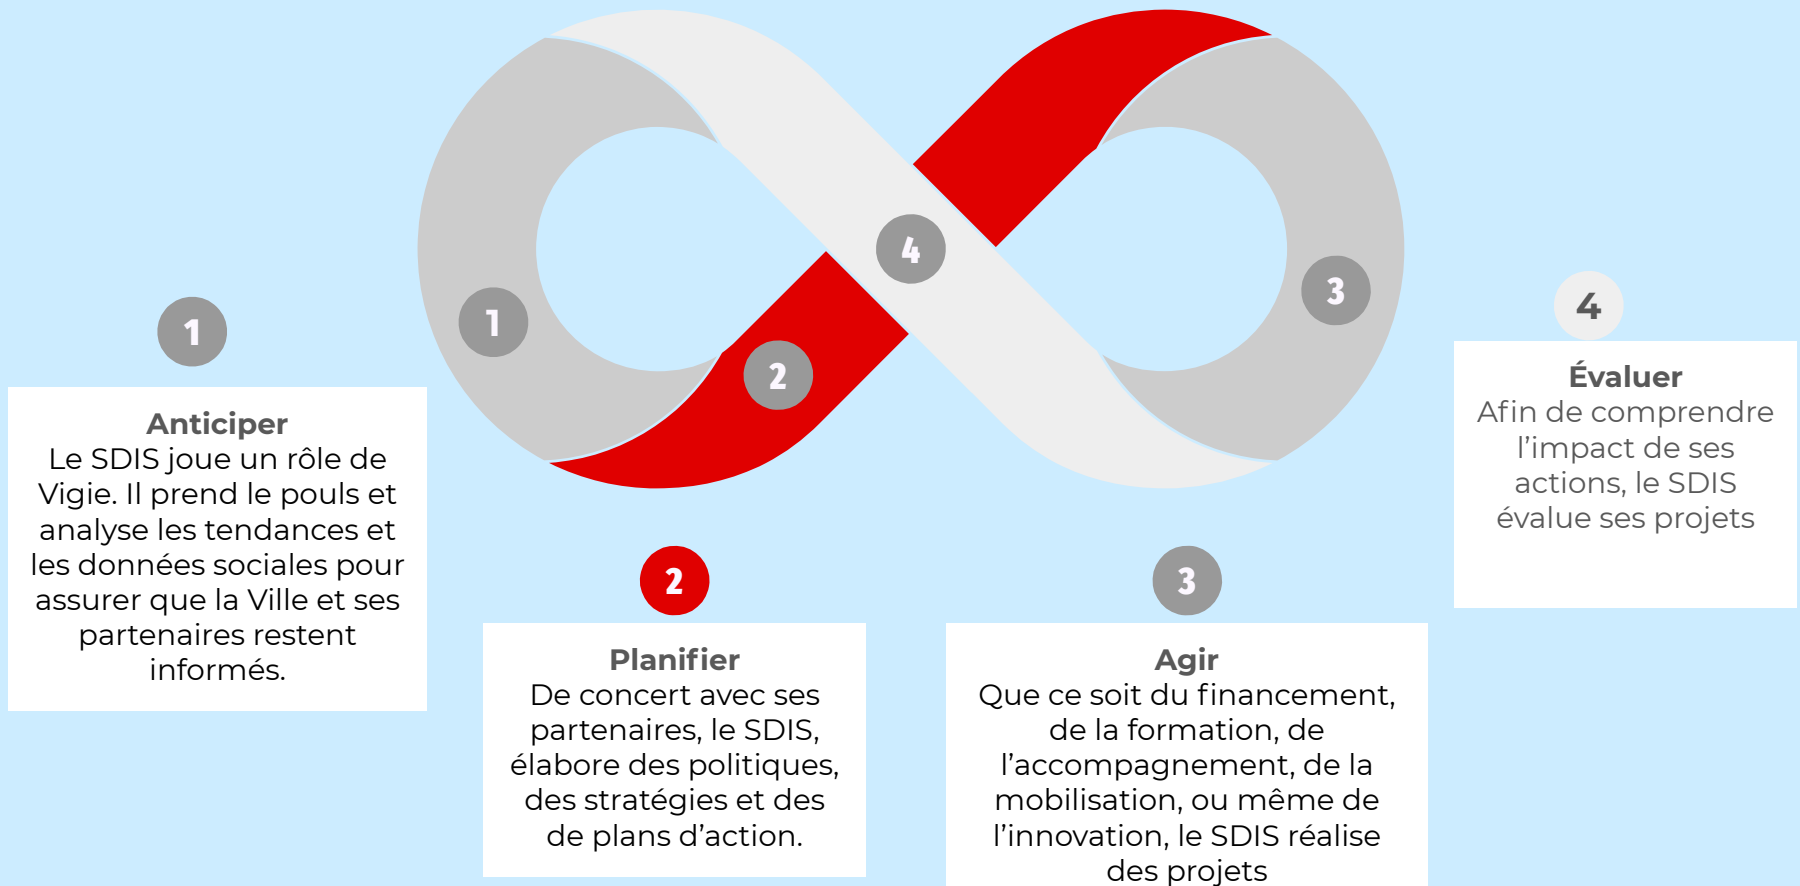 4
1
2
3
1
Anticiper
Le SDIS joue un rôle de
Vigie. Il prend le pouls et
analyse les tendances et
les données sociales pour
assurer que la Ville et ses
partenaires restent
informés.
2
Planifier
De concert avec ses
partenaires, le SDIS,
élabore des politiques,
des stratégies et des
de plans d’action.
3
Agir
Que ce soit du financement,
de la formation, de
l’accompagnement, de la
mobilisation, ou même de
l’innovation, le SDIS réalise
des projets
4
Évaluer
Afin de comprendre
l’impact de ses
actions, le SDIS
évalue ses projets